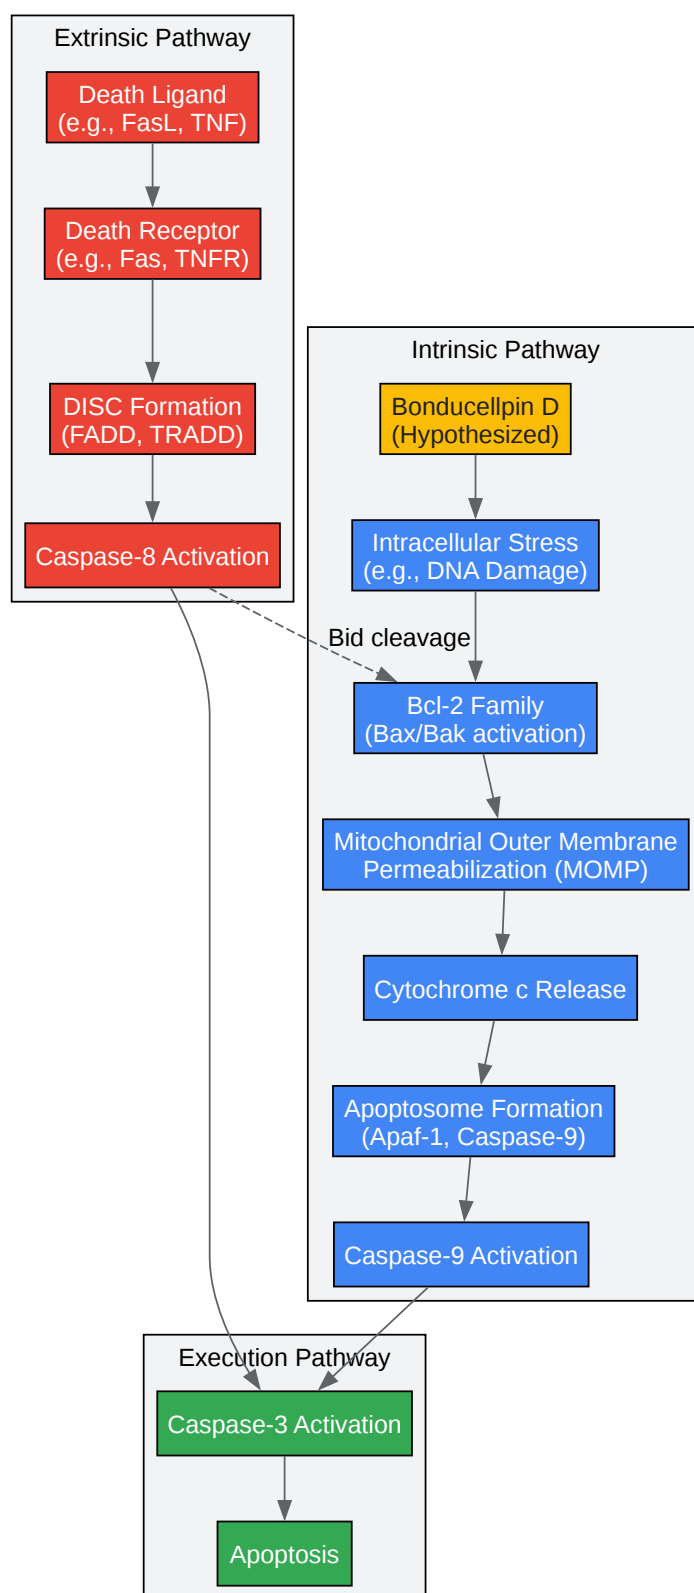 Extrinsic Pathway
Death Ligand
(e.g., FasL, TNF)
Death Receptor
(e.g., Fas, TNFR)
DISC Formation
(FADD, TRADD)
Caspase-8 Activation
Intrinsic Pathway
Bonducellpin D
(Hypothesized)
Intracellular Stress
(e.g., DNA Damage)
Bid cleavage
Bcl-2 Family
(Bax/Bak activation)
Mitochondrial Outer Membrane
Permeabilization (MOMP)
Cytochrome c Release
Apoptosome Formation
(Apaf-1, Caspase-9)
Caspase-9 Activation
Execution Pathway
Caspase-3 Activation
Apoptosis